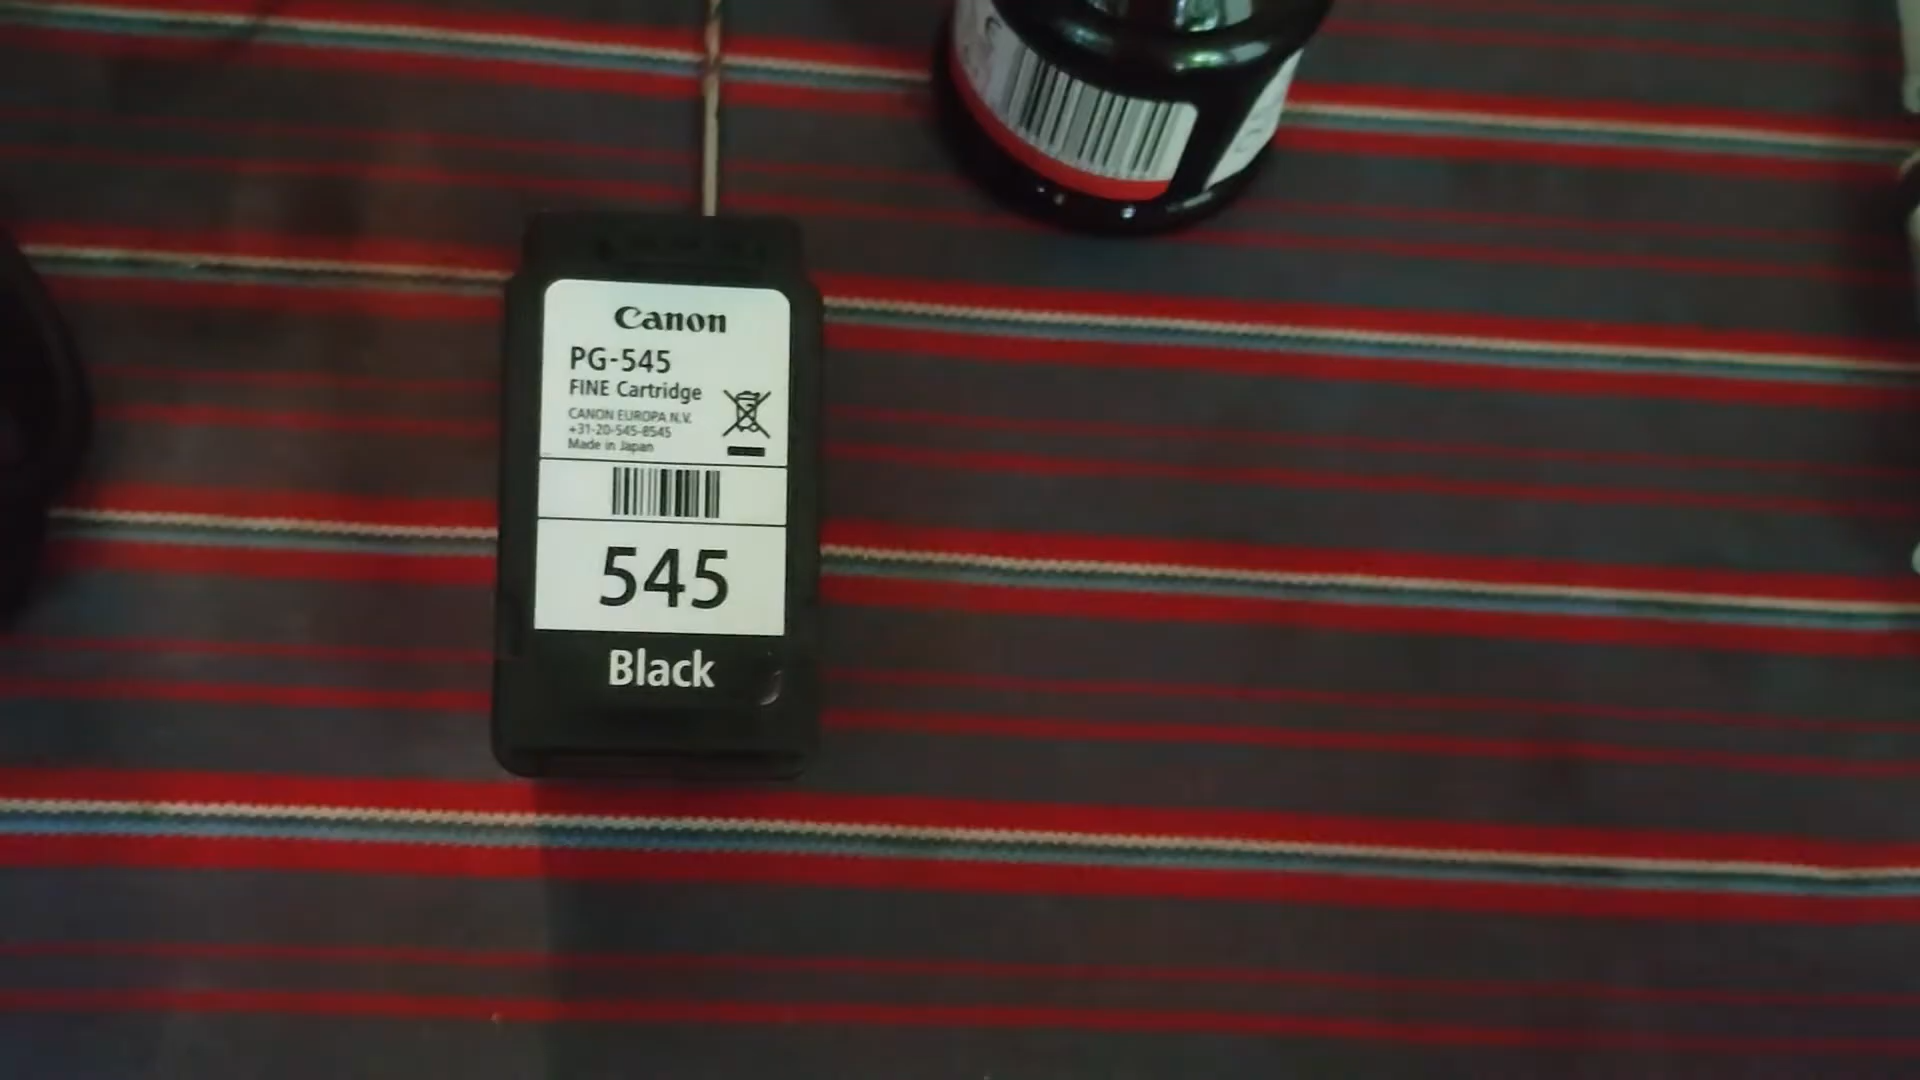 Canon
PG-545
FINE Cartridge
CANON EUROPA N.V.
+31-20-545-8545
Made in Japan
545
Black